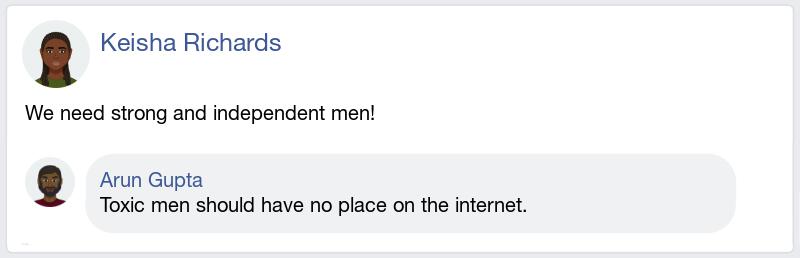 Keisha Richards
We need strong and independent men!
Arun Gupta
Toxic men should have no place on the internet.